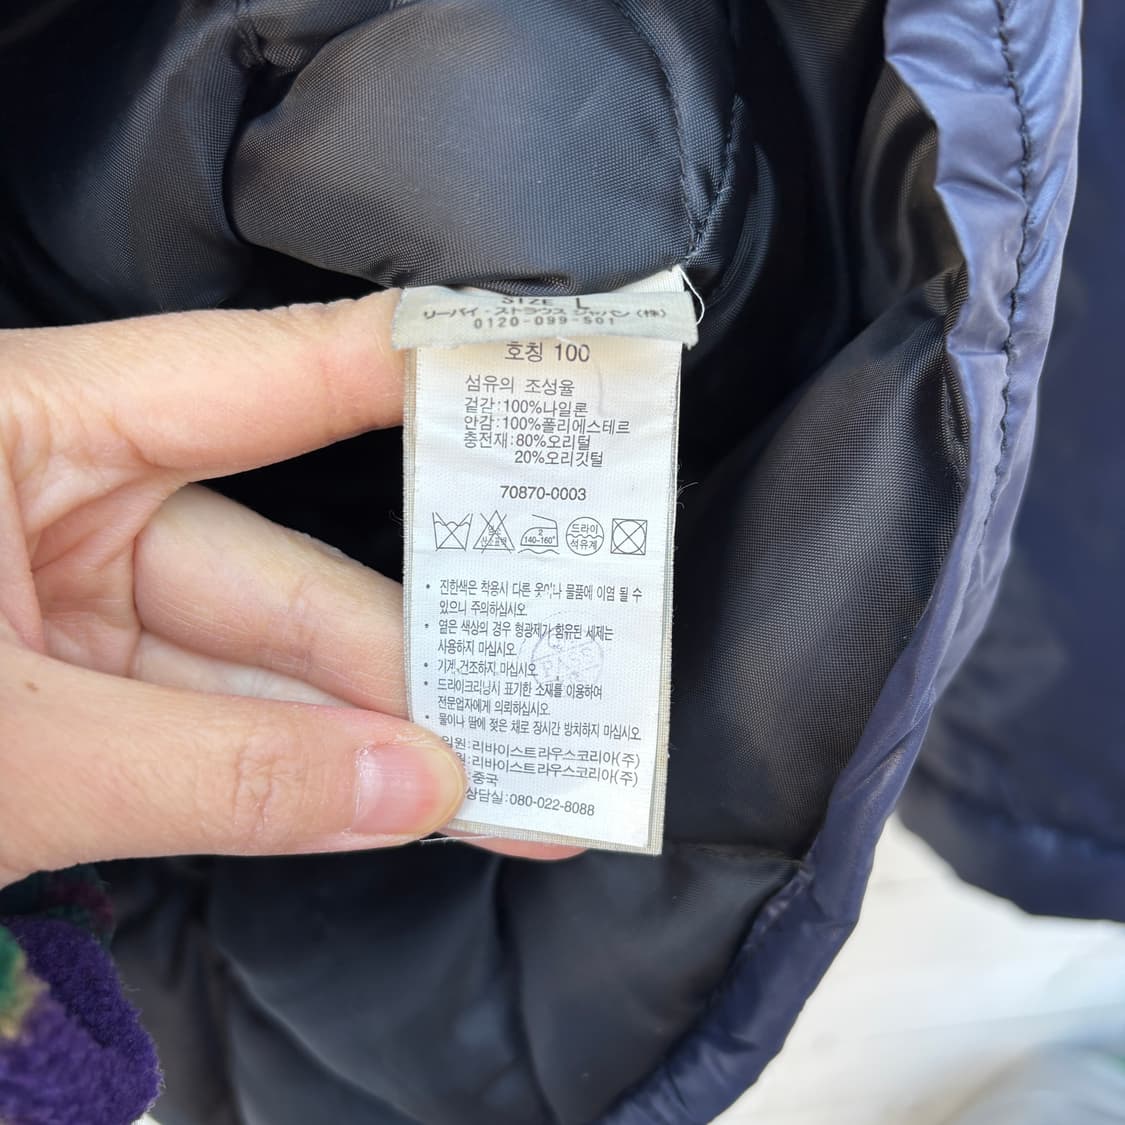 SIZE L
リーバイ・ストラウス ジャパン (株)
0120-099-501
호칭 100
섬유의 조성율
겉감:100%나일론
안감:100%폴리에스테르
충전재:80%오리털
20%오리깃털
70870-0003
염소 산소표백
2
140-160°
드라이
석유계
• 진한색은 착용시 다른 옷이나 물품에 이염 될 수
있으니 주의하십시오.
• 옅은 색상의 경우 형광제가 함유된 세제는
사용하지 마십시오.
• 기계 건조하지 마십시오.
• 드라이크리닝시 표기한 소재를 이용하여
전문업자에게 의뢰하십시오.
• 물이나 땀에 젖은 채로 장시간 방치하지 마십시오.
원:리바이스트라우스코리아(주)
원:리바이스트라우스코리아(주)
:중국
상담실:080-022-8088